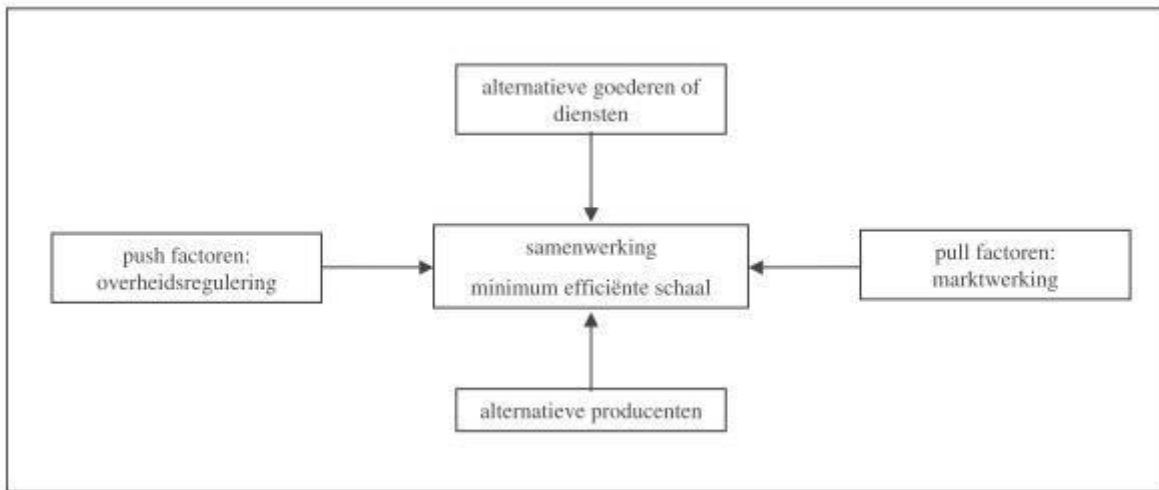 alternatieve goederen of
diensten
push factoren:
overheidsregulering
samenwerking
minimum efficiënte schaal
pull factoren:
marktwerking
alternatieve producenten